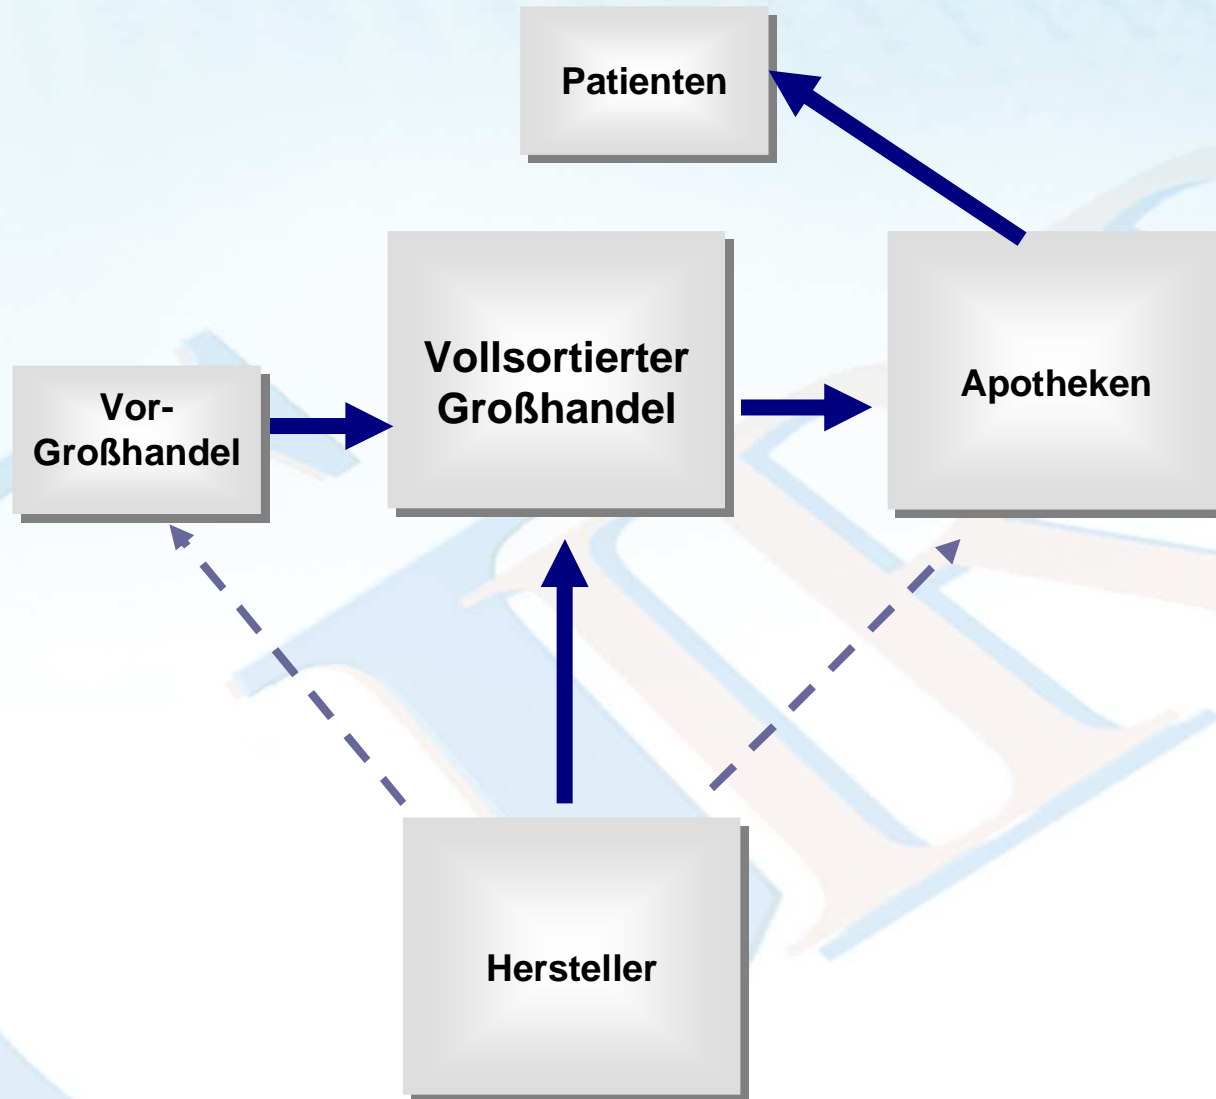 Patienten
Vollsortierter
Großhandel
Apotheken
Vor-
Großhandel
Hersteller